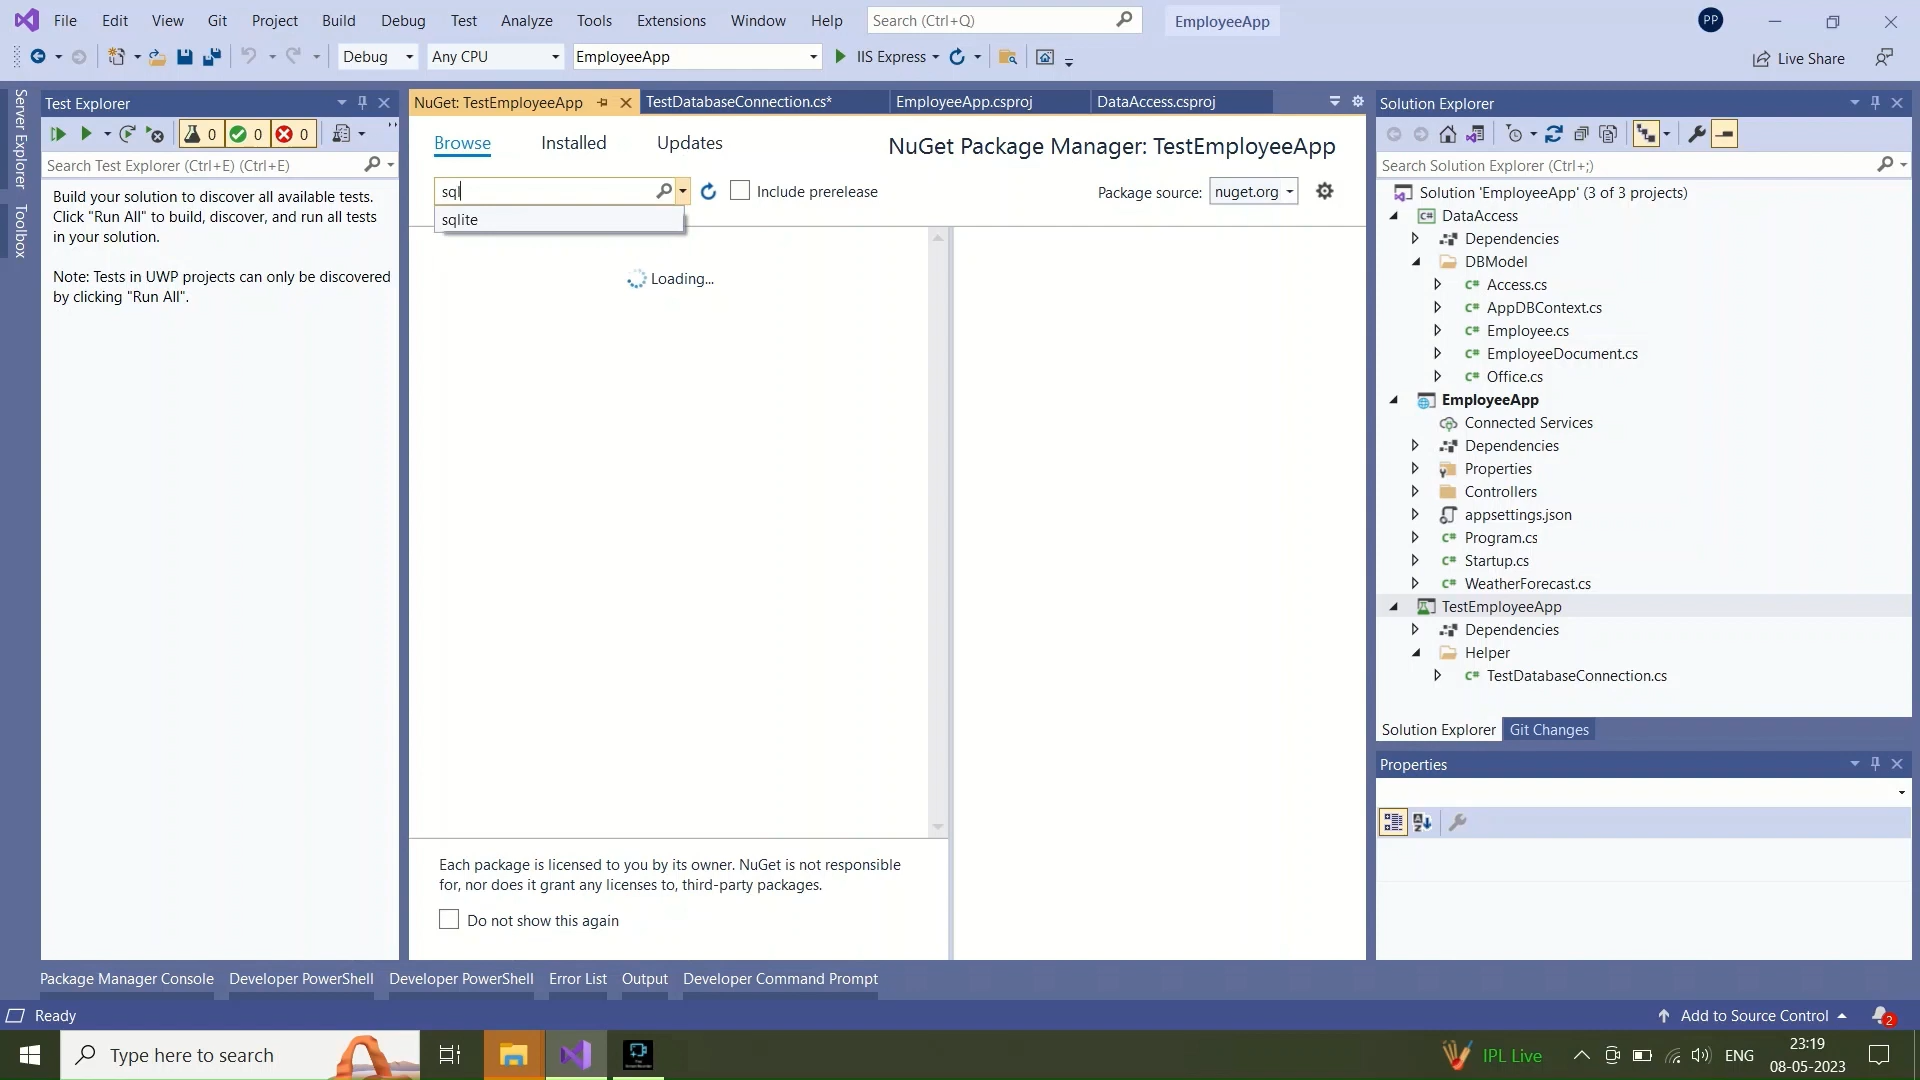 File Edit View Git Project Build Debug Test Analyze Tools Extensions Window Help Search (Ctrl+Q) EmployeeApp PP
Debug Any CPU EmployeeApp IIS Express Live Share
Server Explorer
Toolbox
Test Explorer
0 0 0
Search Test Explorer (Ctrl+E) (Ctrl+E)
Build your solution to discover all available tests.
Click "Run All" to build, discover, and run all tests
in your solution.
Note: Tests in UWP projects can only be discovered
by clicking "Run All".
NuGet: TestEmployeeApp TestDatabaseConnection.cs* EmployeeApp.csproj DataAccess.csproj
Browse Installed Updates NuGet Package Manager: TestEmployeeApp
sql Include prerelease Package source: nuget.org
sqlite
Loading...
Each package is licensed to you by its owner. NuGet is not responsible
for, nor does it grant any licenses to, third-party packages.
Do not show this again
Solution Explorer
Search Solution Explorer (Ctrl+;)
Solution 'EmployeeApp' (3 of 3 projects)
C# DataAccess
Dependencies
DBModel
C# Access.cs
C# AppDBContext.cs
C# Employee.cs
C# EmployeeDocument.cs
C# Office.cs
EmployeeApp
Connected Services
Dependencies
Properties
Controllers
appsettings.json
C# Program.cs
C# Startup.cs
C# WeatherForecast.cs
TestEmployeeApp
Dependencies
Helper
C# TestDatabaseConnection.cs
Solution Explorer Git Changes
Properties
Package Manager Console Developer PowerShell Developer PowerShell Error List Output Developer Command Prompt
Ready Add to Source Control 2
Type here to search IPL Live ENG 23:19
08-05-2023